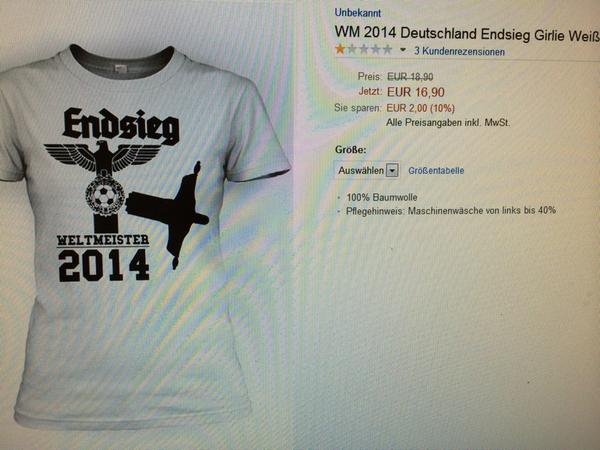 Unbekannt
WM 2014 Deutschland Endsieg Girlie Weiß
3 Kundenrezensionen
Preis: EUR 18,90
Jetzt: EUR 16,90
Sie sparen: EUR 2,00 (10%)
Alle Preisangaben inkl. MwSt.
Größe:
Auswählen Größentabelle
100% Baumwolle
Pflegehinweis: Maschinenwäsche von links bis 40%
Endsieg
WELTMEISTER
2014